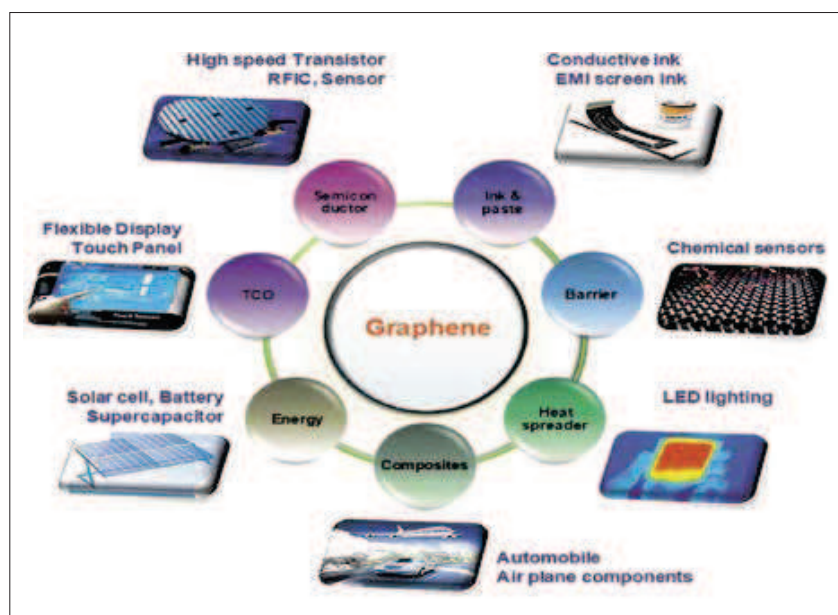 High speed Transistor
RFIC, Sensor
Conductive ink
EMI screen ink
Semicon
ductor
Ink &
paste
Flexible Display
Touch Panel
TCO
Graphene
Barrier
Chemical sensors
Solar cell, Battery
Supercapacitor
Energy
Composites
Heat
spreader
LED lighting
Automobile
Air plane components